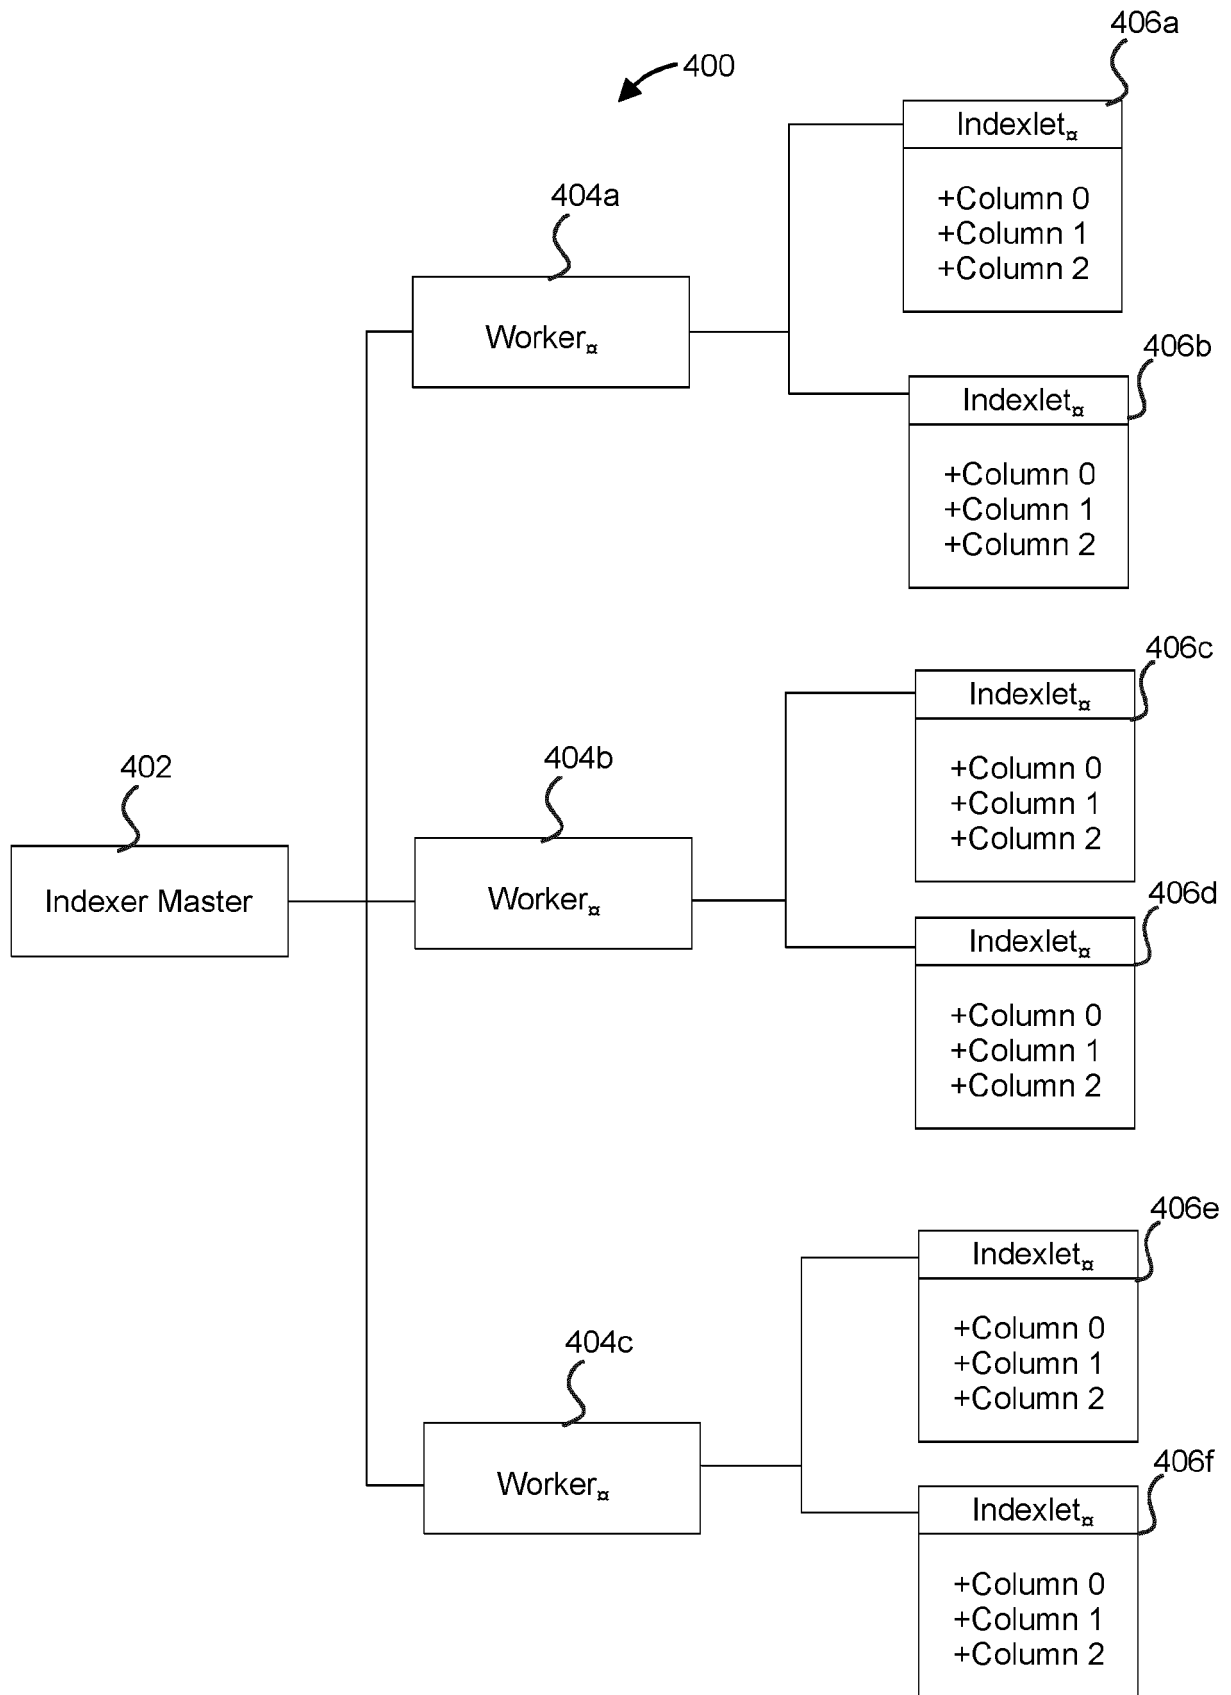 400
406a
Indexlet¤
+Column 0
+Column 1
+Column 2
404a
Worker¤
406b
Indexlet¤
+Column 0
+Column 1
+Column 2
406c
Indexlet¤
+Column 0
+Column 1
+Column 2
402
Indexer Master
404b
Worker¤
406d
Indexlet¤
+Column 0
+Column 1
+Column 2
406e
Indexlet¤
+Column 0
+Column 1
+Column 2
404c
Worker¤
406f
Indexlet¤
+Column 0
+Column 1
+Column 2